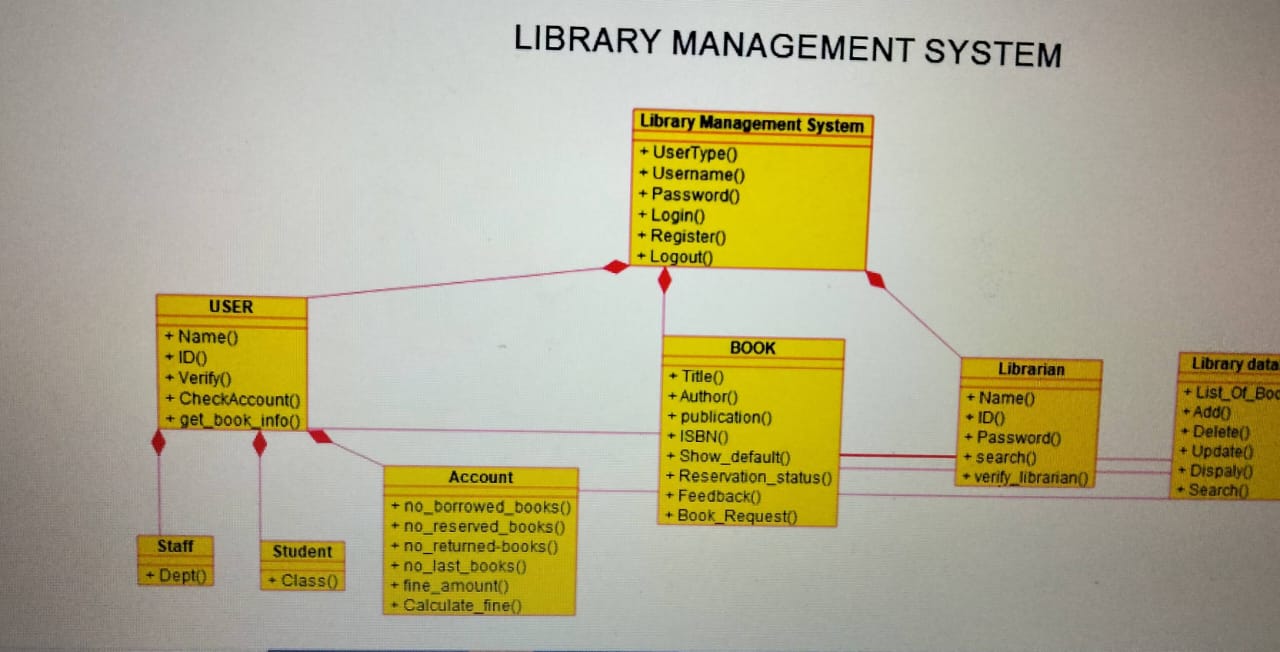 LIBRARY MANAGEMENT SYSTEM
Library Management System
+ UserType()
+ Username()
+ Password()
+ Login()
+ Register()
+ Logout()
USER
+ Name()
+ ID()
+ Verify()
+ CheckAccount()
+ get_book_info()
BOOK
+ Title()
+ Author()
+ publication()
+ ISBN()
+ Show_default()
+ Reservation_status()
+ Feedback()
+ Book_Request()
Librarian
+ Name()
+ ID()
+ Password()
+ search()
+ verify_librarian()
Library data
+ List_Of_Boo
+ Add()
+ Delete()
+ Update()
+ Dispaly()
+ Search()
Account
+ no_borrowed_books()
+ no_reserved_books()
+ no_returned-books()
+ no_last_books()
+ fine_amount()
+ Calculate_fine()
Staff
+ Dept()
Student
+ Class()